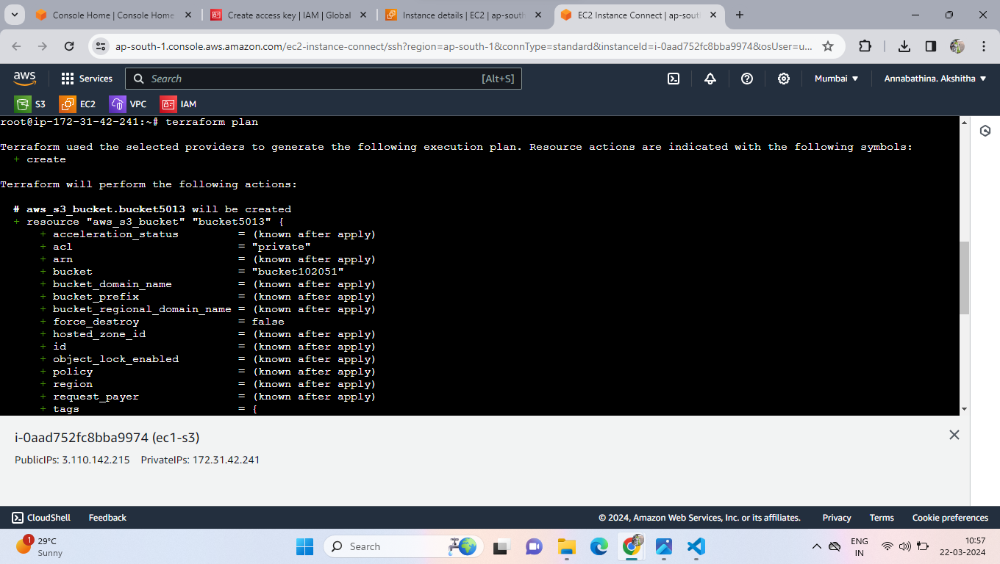 Console Home | Console Home
Create access key | IAM | Global
Instance details | EC2 | ap-south
EC2 Instance Connect | ap-sout
ap-south-1.console.aws.amazon.com/ec2-instance-connect/ssh?region=ap-south-1&connType=standard&instanceId=i-0aad752fc8bba9974&osUser=u...
aws
Services
Search
[Alt+S]
Mumbai
Annabathina. Akshitha
S3
EC2
VPC
IAM
root@ip-172-31-42-241:~# terraform plan
Terraform used the selected providers to generate the following execution plan. Resource actions are indicated with the following symbols:
+ create
Terraform will perform the following actions:
# aws_s3_bucket.bucket5013 will be created
+ resource "aws_s3_bucket" "bucket5013" {
+ acceleration_status = (known after apply)
+ acl = "private"
+ arn = (known after apply)
+ bucket = "bucket102051"
+ bucket_domain_name = (known after apply)
+ bucket_prefix = (known after apply)
+ bucket_regional_domain_name = (known after apply)
+ force_destroy = false
+ hosted_zone_id = (known after apply)
+ id = (known after apply)
+ object_lock_enabled = (known after apply)
+ policy = (known after apply)
+ region = (known after apply)
+ request_payer = (known after apply)
+ tags = {
i-0aad752fc8bba9974 (ec1-s3)
PublicIPs: 3.110.142.215 PrivateIPs: 172.31.42.241
CloudShell
Feedback
© 2024, Amazon Web Services, Inc. or its affiliates.
Privacy
Terms
Cookie preferences
1
29°C
Sunny
Search
ENG
IN
10:57
22-03-2024